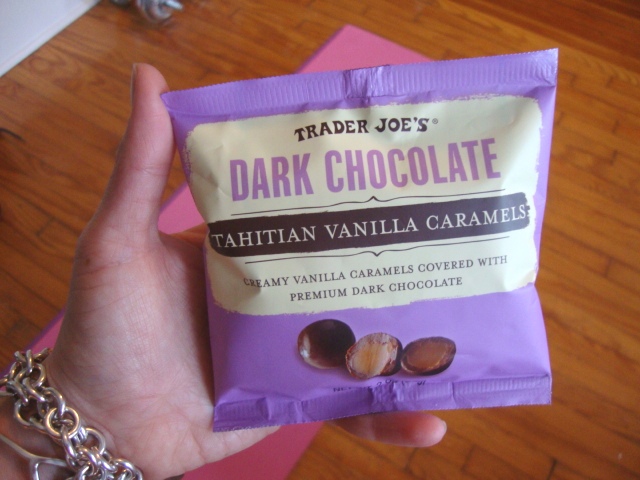 TRADER JOE'S®
DARK CHOCOLATE
TAHITIAN VANILLA CARAMELS
CREAMY VANILLA CARAMELS COVERED WITH
PREMIUM DARK CHOCOLATE